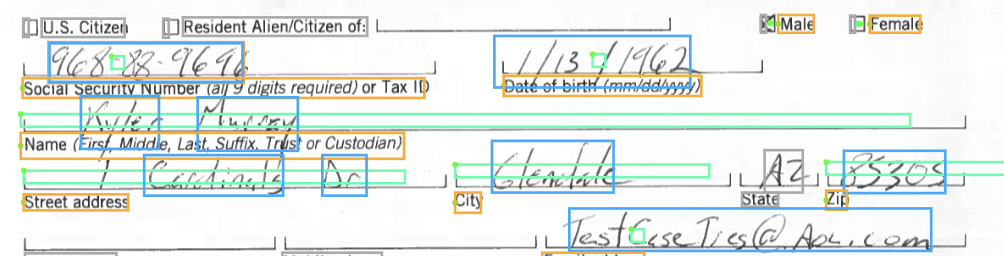 U.S. Citizen Resident Alien/Citizen of: Male Female
968-88-9696 1/13/1962
Social Security Number (all 9 digits required) or Tax ID Date of birth (mm/dd/yyyy)
Kyler Murray
Name (First, Middle, Last. Suffix. Trust or Custodian)
1 Cardinals Dr Glendale AZ 85305
Street address City State Zip
TestCaseTies@AOL.com